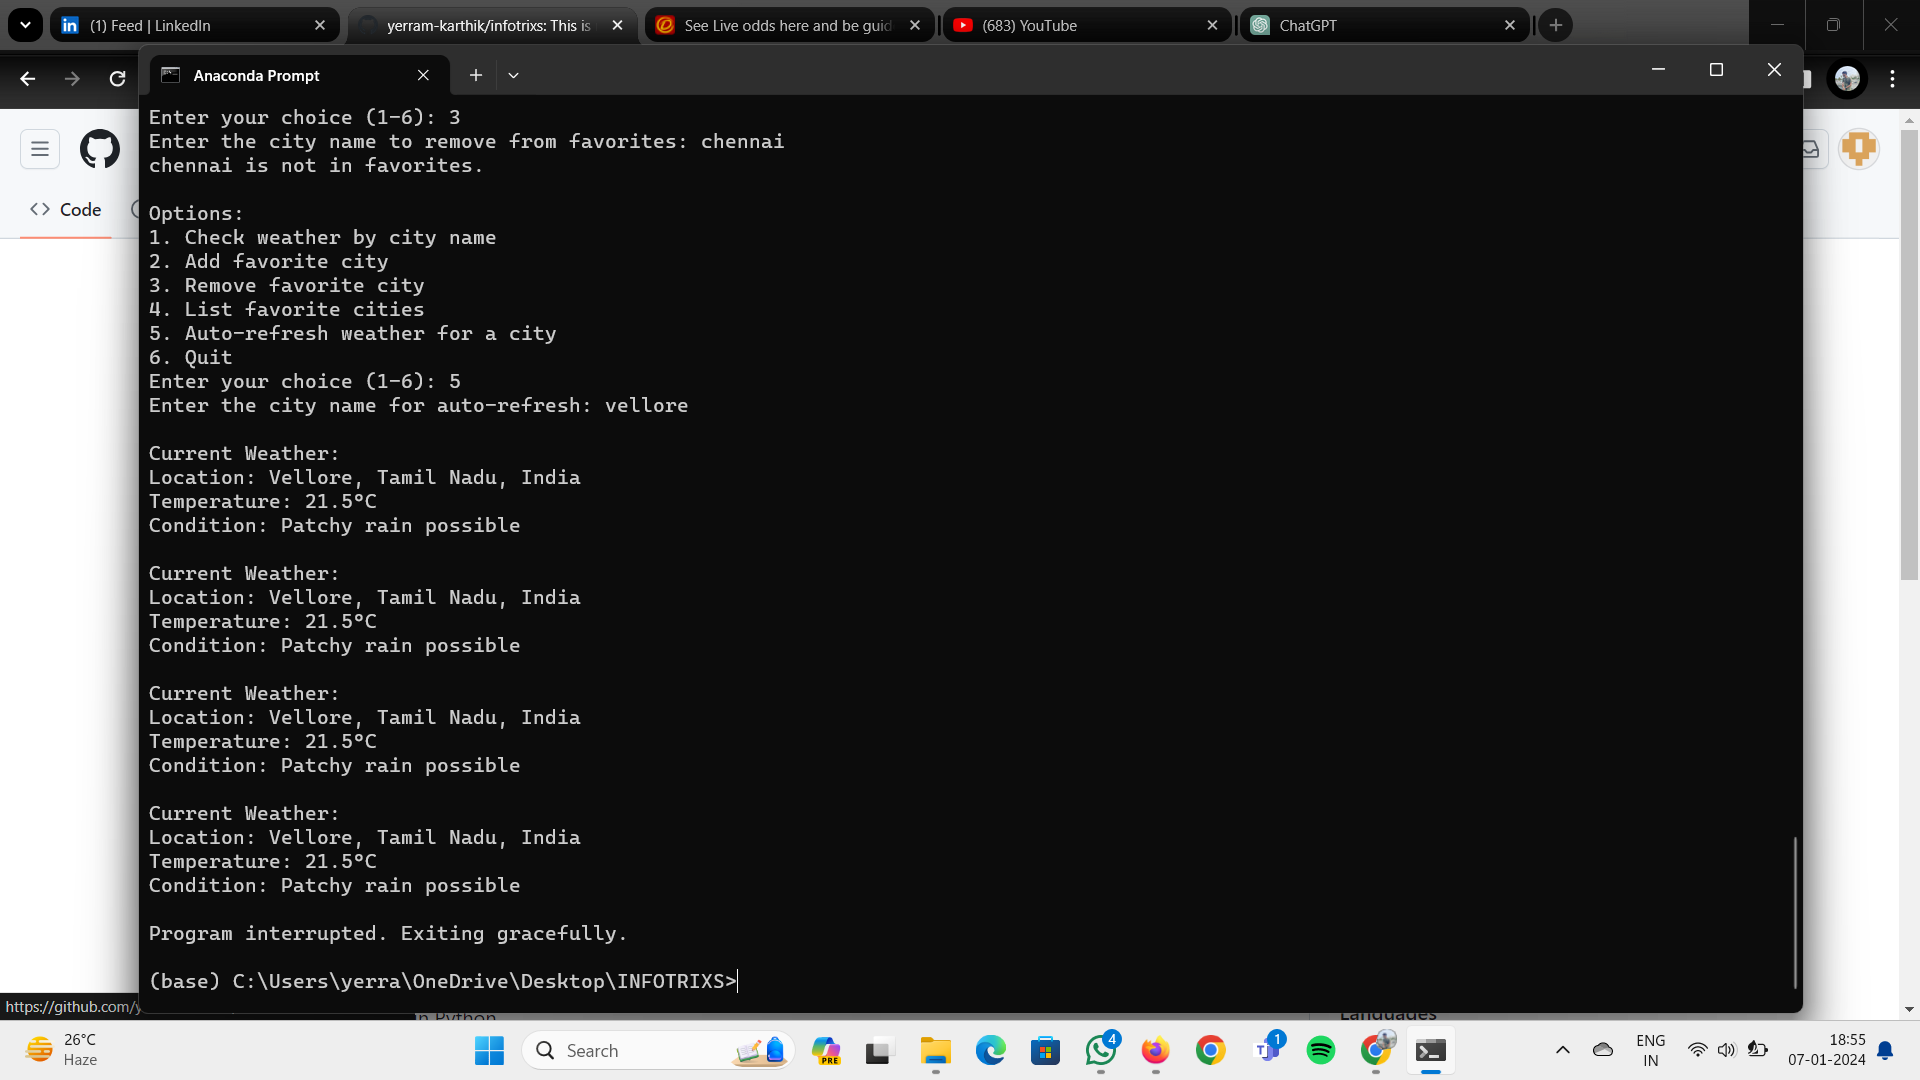 (1) Feed | LinkedIn
yerram-karthik/infotrixs: This is
See Live odds here and be guid
(683) YouTube
ChatGPT
Anaconda Prompt
Code
Enter your choice (1-6): 3
Enter the city name to remove from favorites: chennai
chennai is not in favorites.
Options:
1. Check weather by city name
2. Add favorite city
3. Remove favorite city
4. List favorite cities
5. Auto-refresh weather for a city
6. Quit
Enter your choice (1-6): 5
Enter the city name for auto-refresh: vellore
Current Weather:
Location: Vellore, Tamil Nadu, India
Temperature: 21.5°C
Condition: Patchy rain possible
Current Weather:
Location: Vellore, Tamil Nadu, India
Temperature: 21.5°C
Condition: Patchy rain possible
Current Weather:
Location: Vellore, Tamil Nadu, India
Temperature: 21.5°C
Condition: Patchy rain possible
Current Weather:
Location: Vellore, Tamil Nadu, India
Temperature: 21.5°C
Condition: Patchy rain possible
Program interrupted. Exiting gracefully.
(base) C:\Users\yerra\OneDrive\Desktop\INFOTRIXS>
https://github.com/y
in Python
Languages
26°C
Haze
Search
PRE
4
1
ENG
IN
18:55
07-01-2024